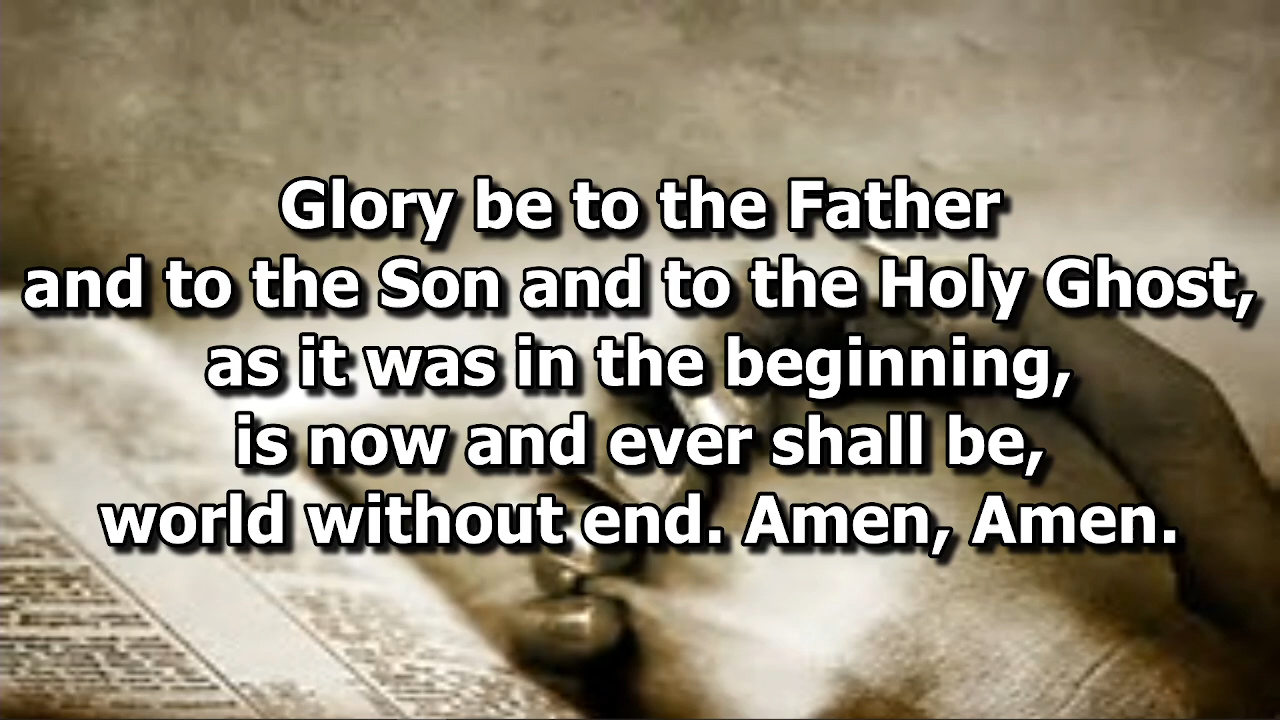 Glory be to the Father
and to the Son and to the Holy Ghost,
as it was in the beginning,
is now and ever shall be,
world without end. Amen, Amen.